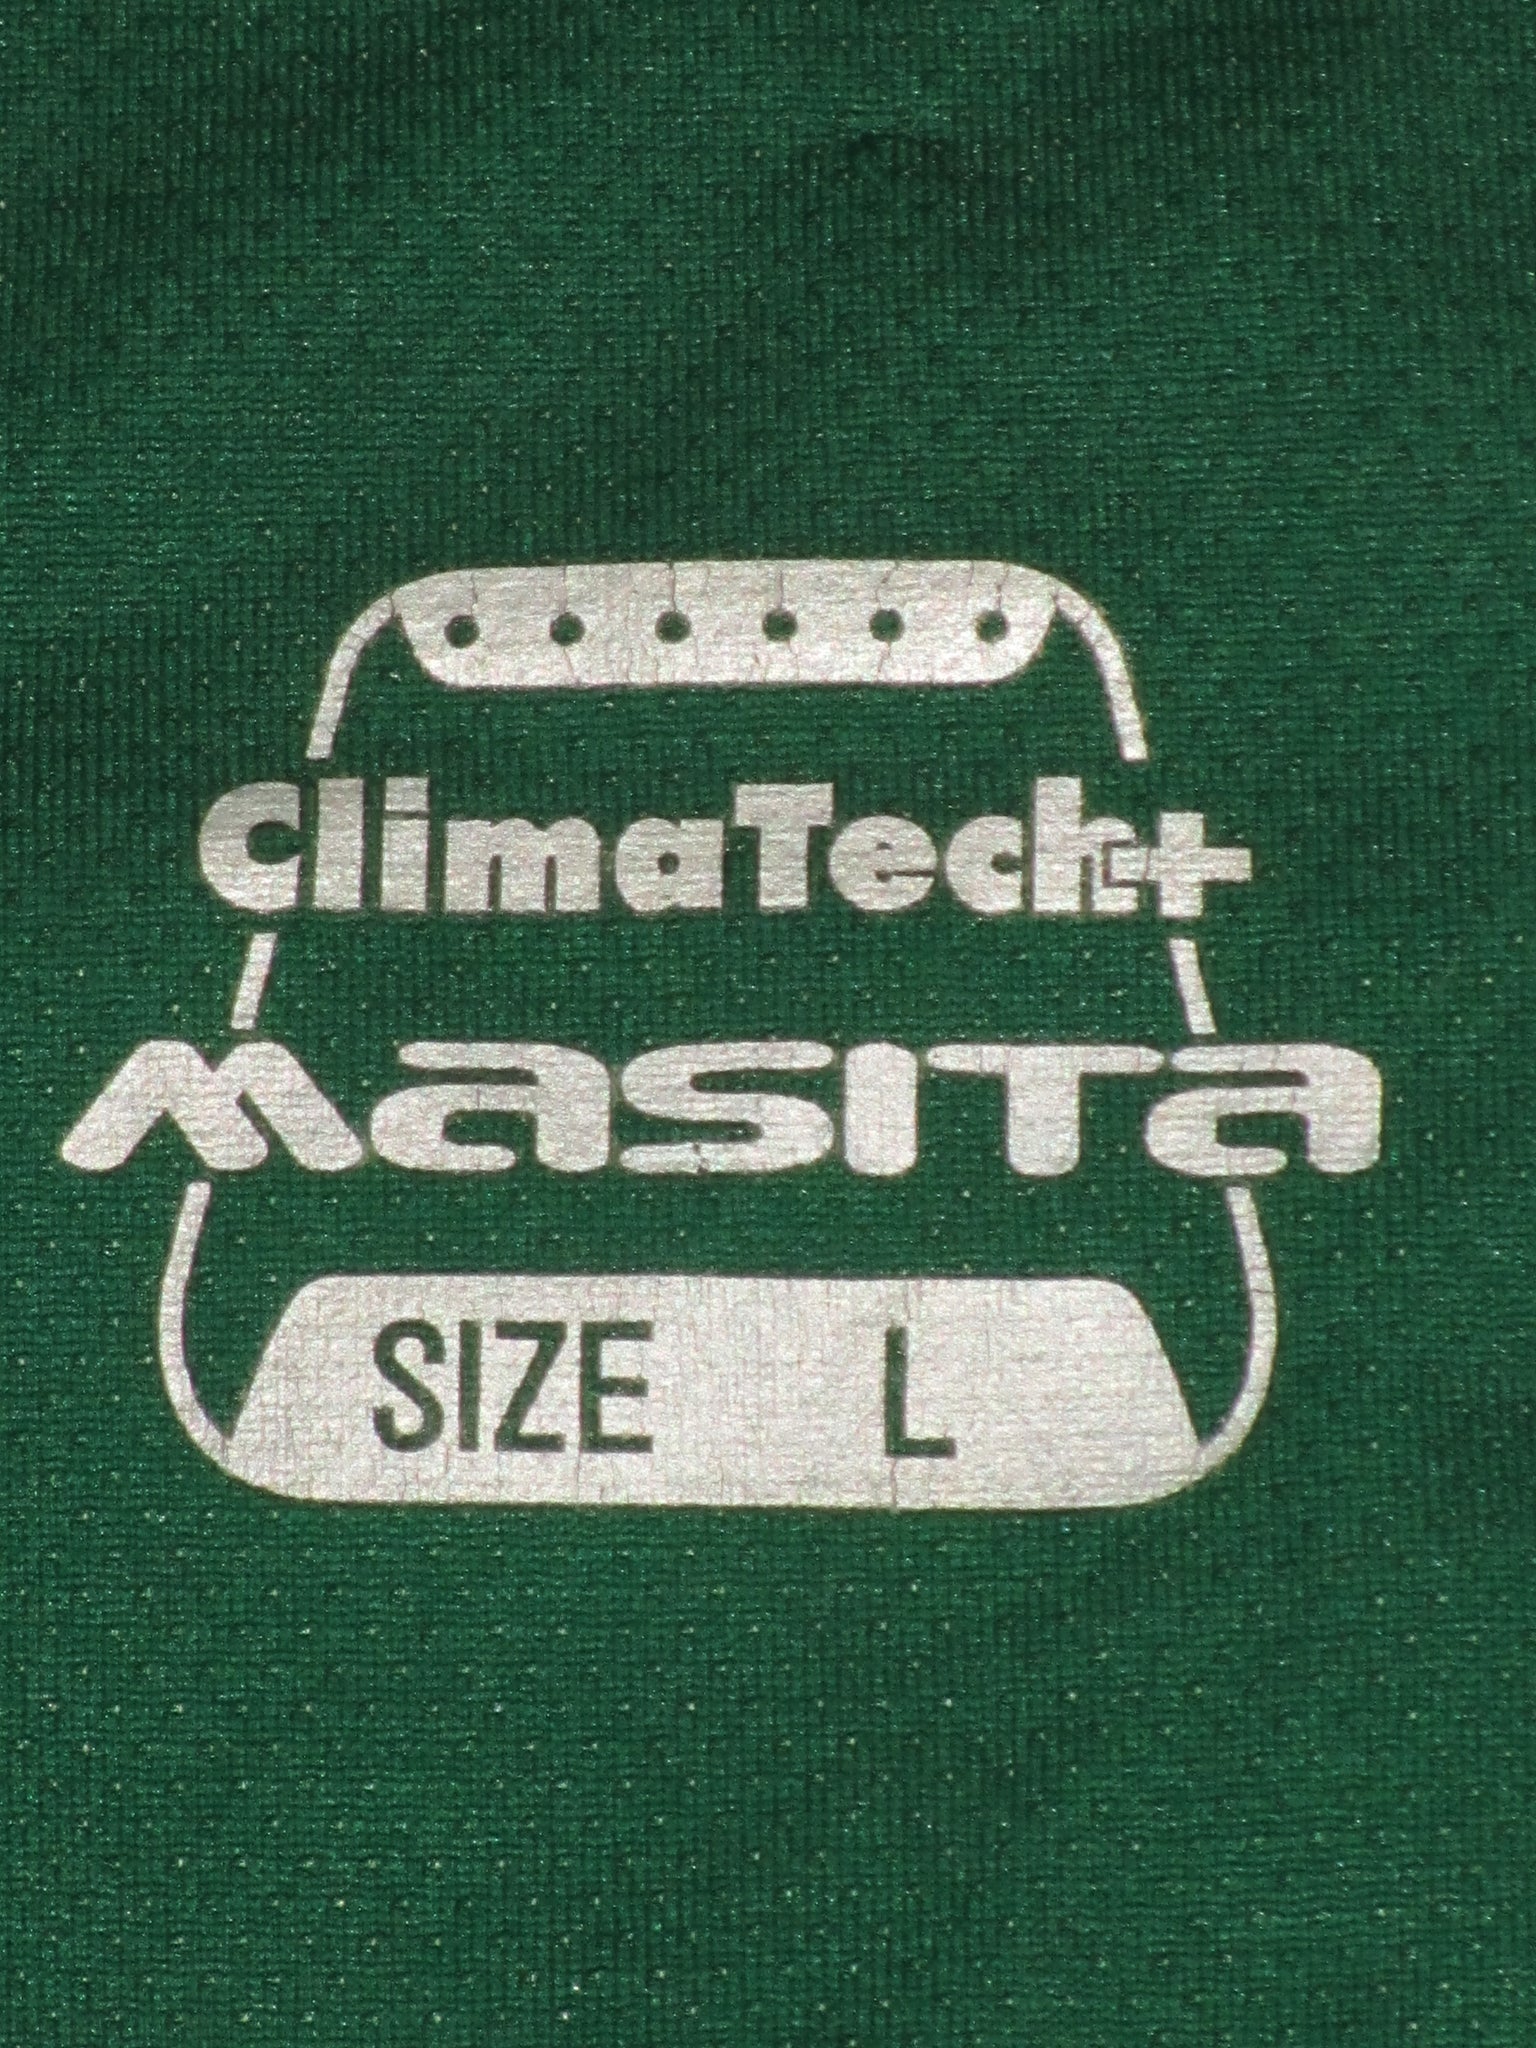 ClimaTech+
MASITA
SIZE L